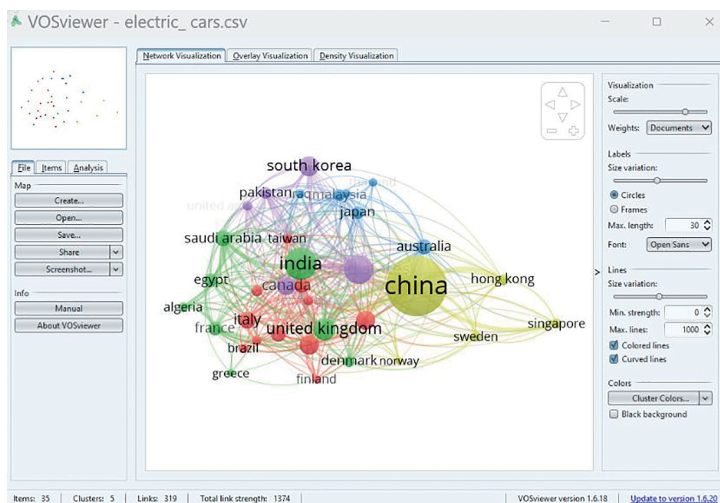 VOSviewer - electric_ cars.csv
Network Visualization Overlay Visualization Density Visualization
File Items Analysis
Map
Create...
Open...
Save...
Share
Screenshot...
Info
Manual
About VOSviewer
south korea
pakistan
iraq
malaysia
japan
saudi arabia
taiwan
australia
india
china
egypt
canada
hong kong
algeria
france
italy
united kingdom
singapore
brazil
sweden
denmark
norway
greece
finland
Visualization
Scale:
Weights: Documents
Labels
Size variation:
Circles
Frames
Max. length: 30
Font: Open Sans
Lines
Size variation:
Min. strength: 0
Max. lines: 1000
Colored lines
Curved lines
Colors
Cluster Colors...
Black background
Items: 35 Clusters: 5 Links: 319 Total link strength: 1374 VOSviewer version 1.6.18 Update to version 1.6.20